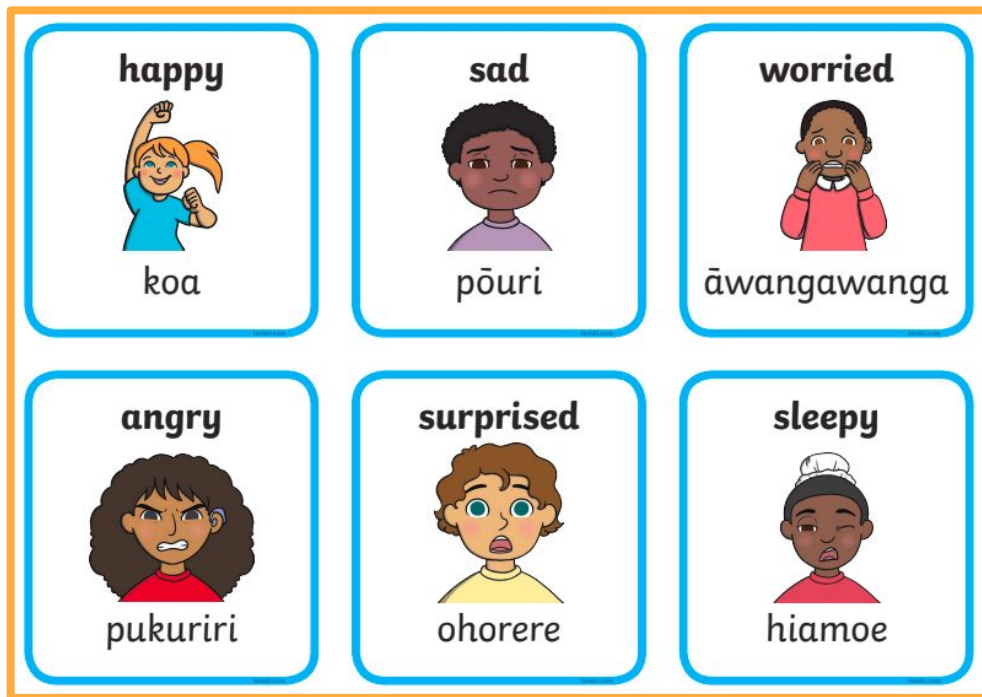 happy
koa
sad
pōuri
worried
āwangawanga
angry
pukuriri
surprised
ohorere
sleepy
hiamoe